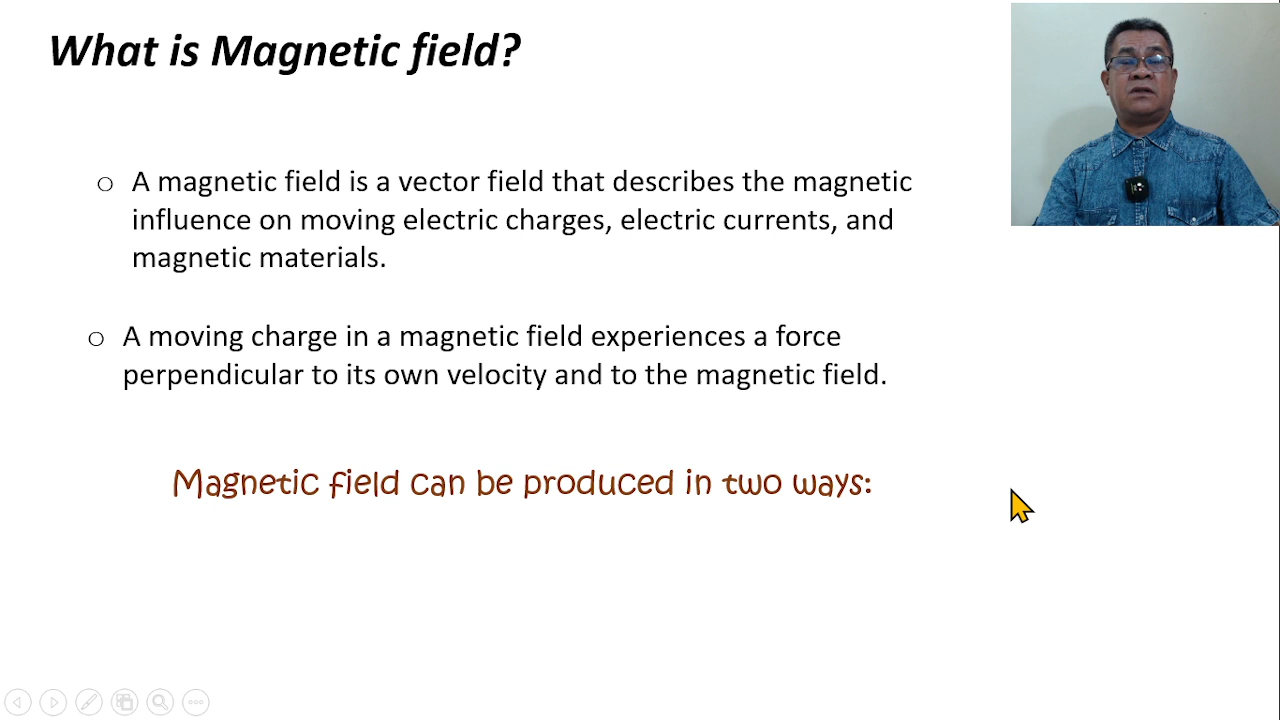 What is Magnetic field?
○ A magnetic field is a vector field that describes the magnetic
influence on moving electric charges, electric currents, and
magnetic materials.
○ A moving charge in a magnetic field experiences a force
perpendicular to its own velocity and to the magnetic field.
Magnetic field can be produced in two ways: